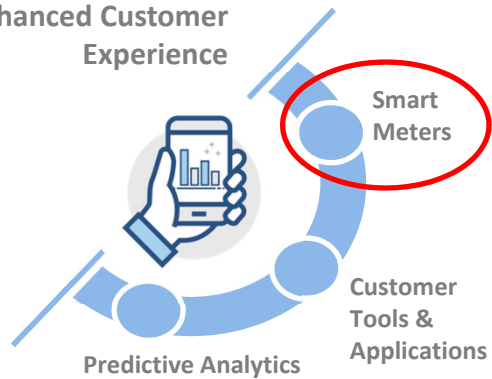 hanced Customer
Experience
Smart
Meters
Customer
Tools &
Applications
Predictive Analytics